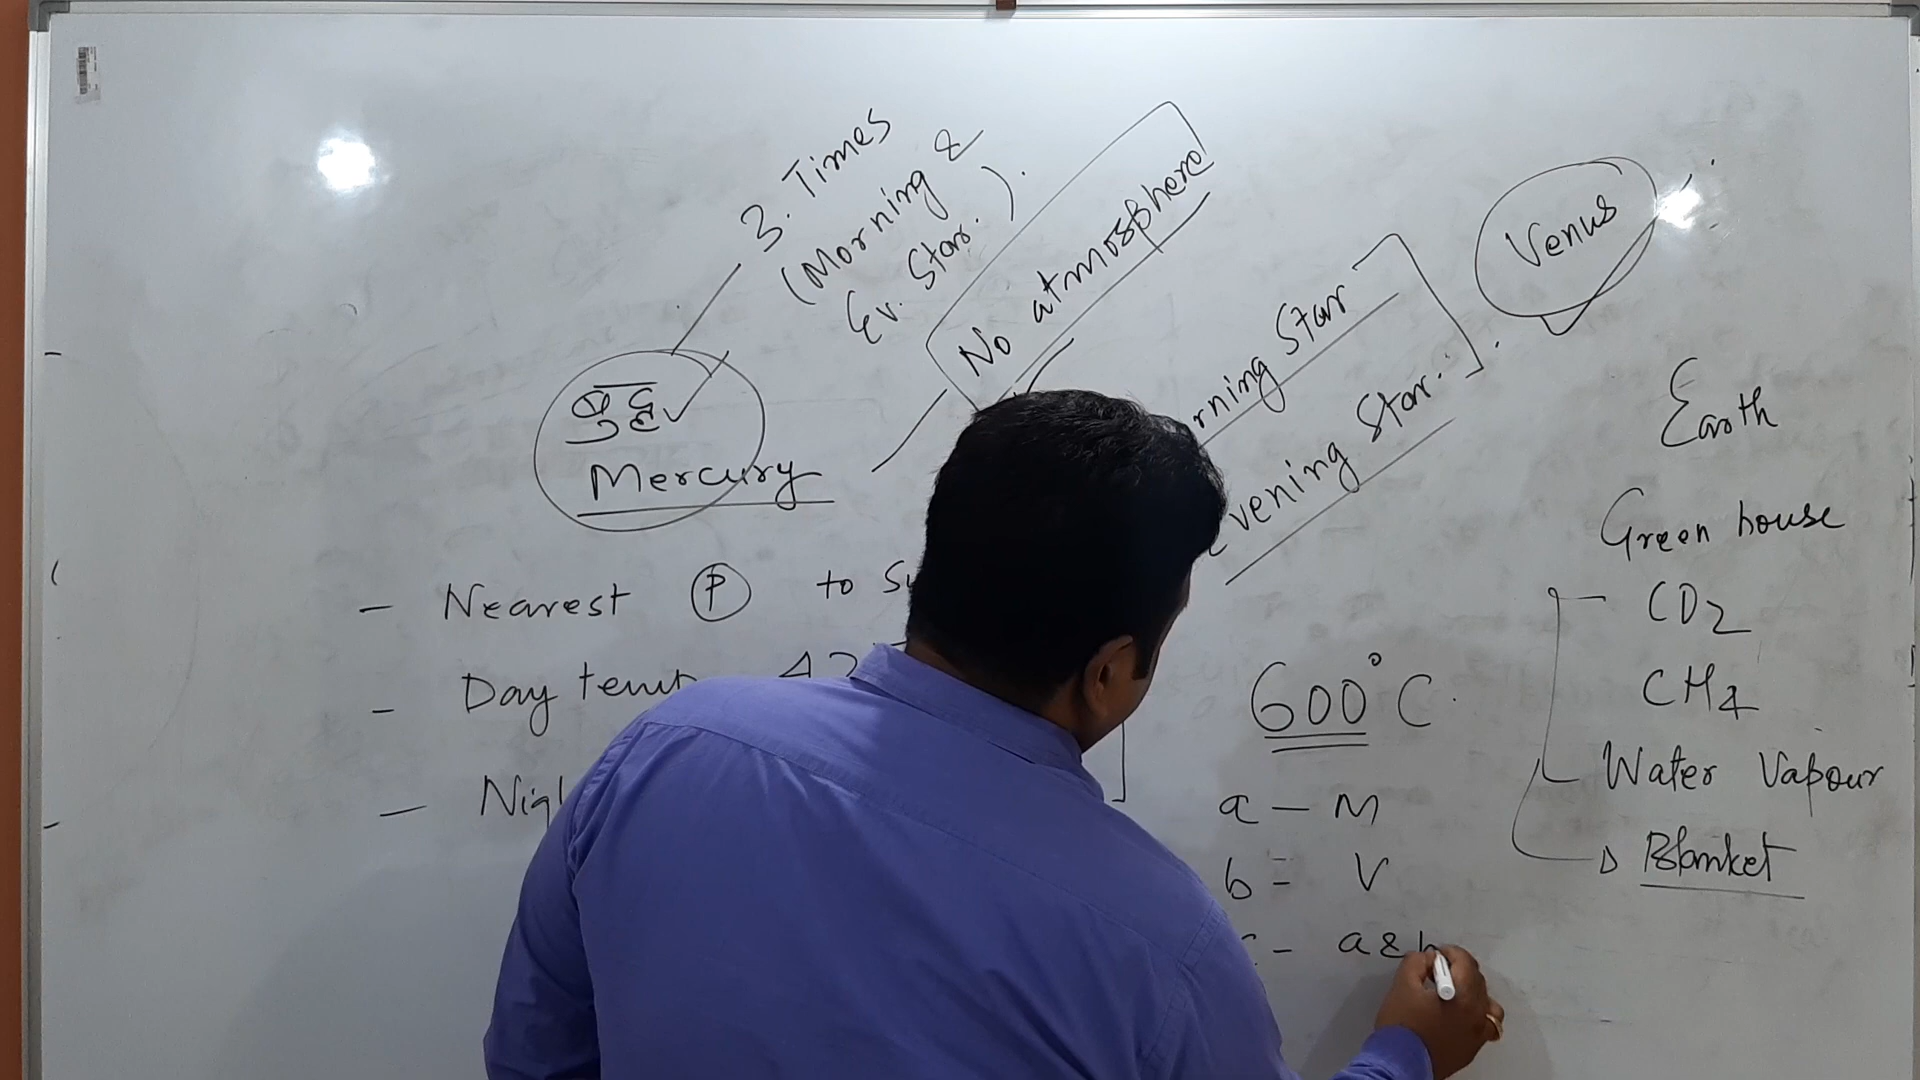 3. Times
(Morning &
Ev. Star.).
No atmosphere
rning Star
vening Star.
Venus
बुद्ध
Mercury
- Nearest P to
- Day temp
- Nig
600°C.
a - M
b = V
- a &
Earth
Green house
CO2
CH4
Water Vapour
Blanket